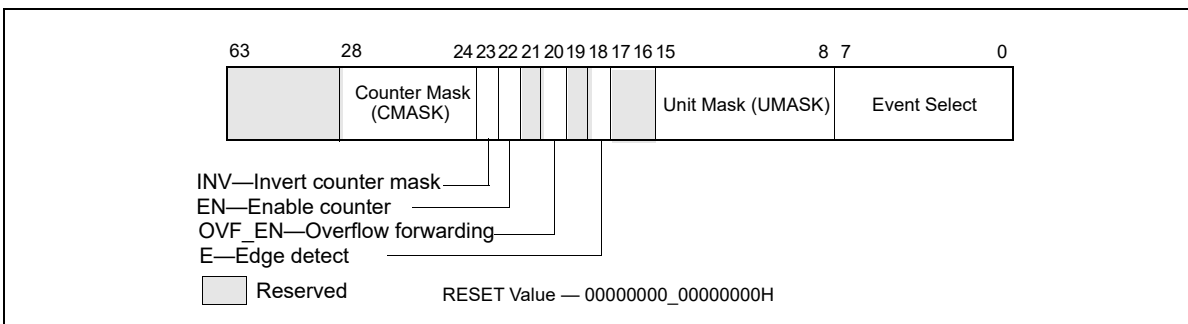 63 28 24 23 22 21 20 19 18 17 16 15 8 7 0
Counter Mask
(CMASK)
Unit Mask (UMASK)
Event Select
INV—Invert counter mask
EN—Enable counter
OVF_EN—Overflow forwarding
E—Edge detect
Reserved
RESET Value — 00000000_00000000H